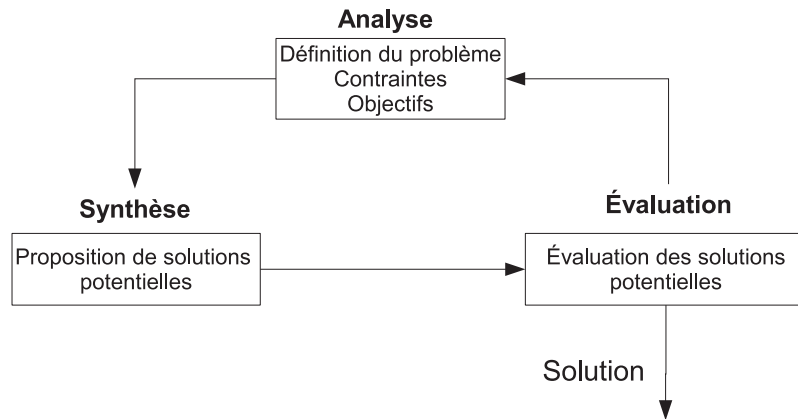 Analyse
Définition du problème
Contraintes
Objectifs
Synthèse
Proposition de solutions
potentielles
Évaluation
Évaluation des solutions
potentielles
Solution